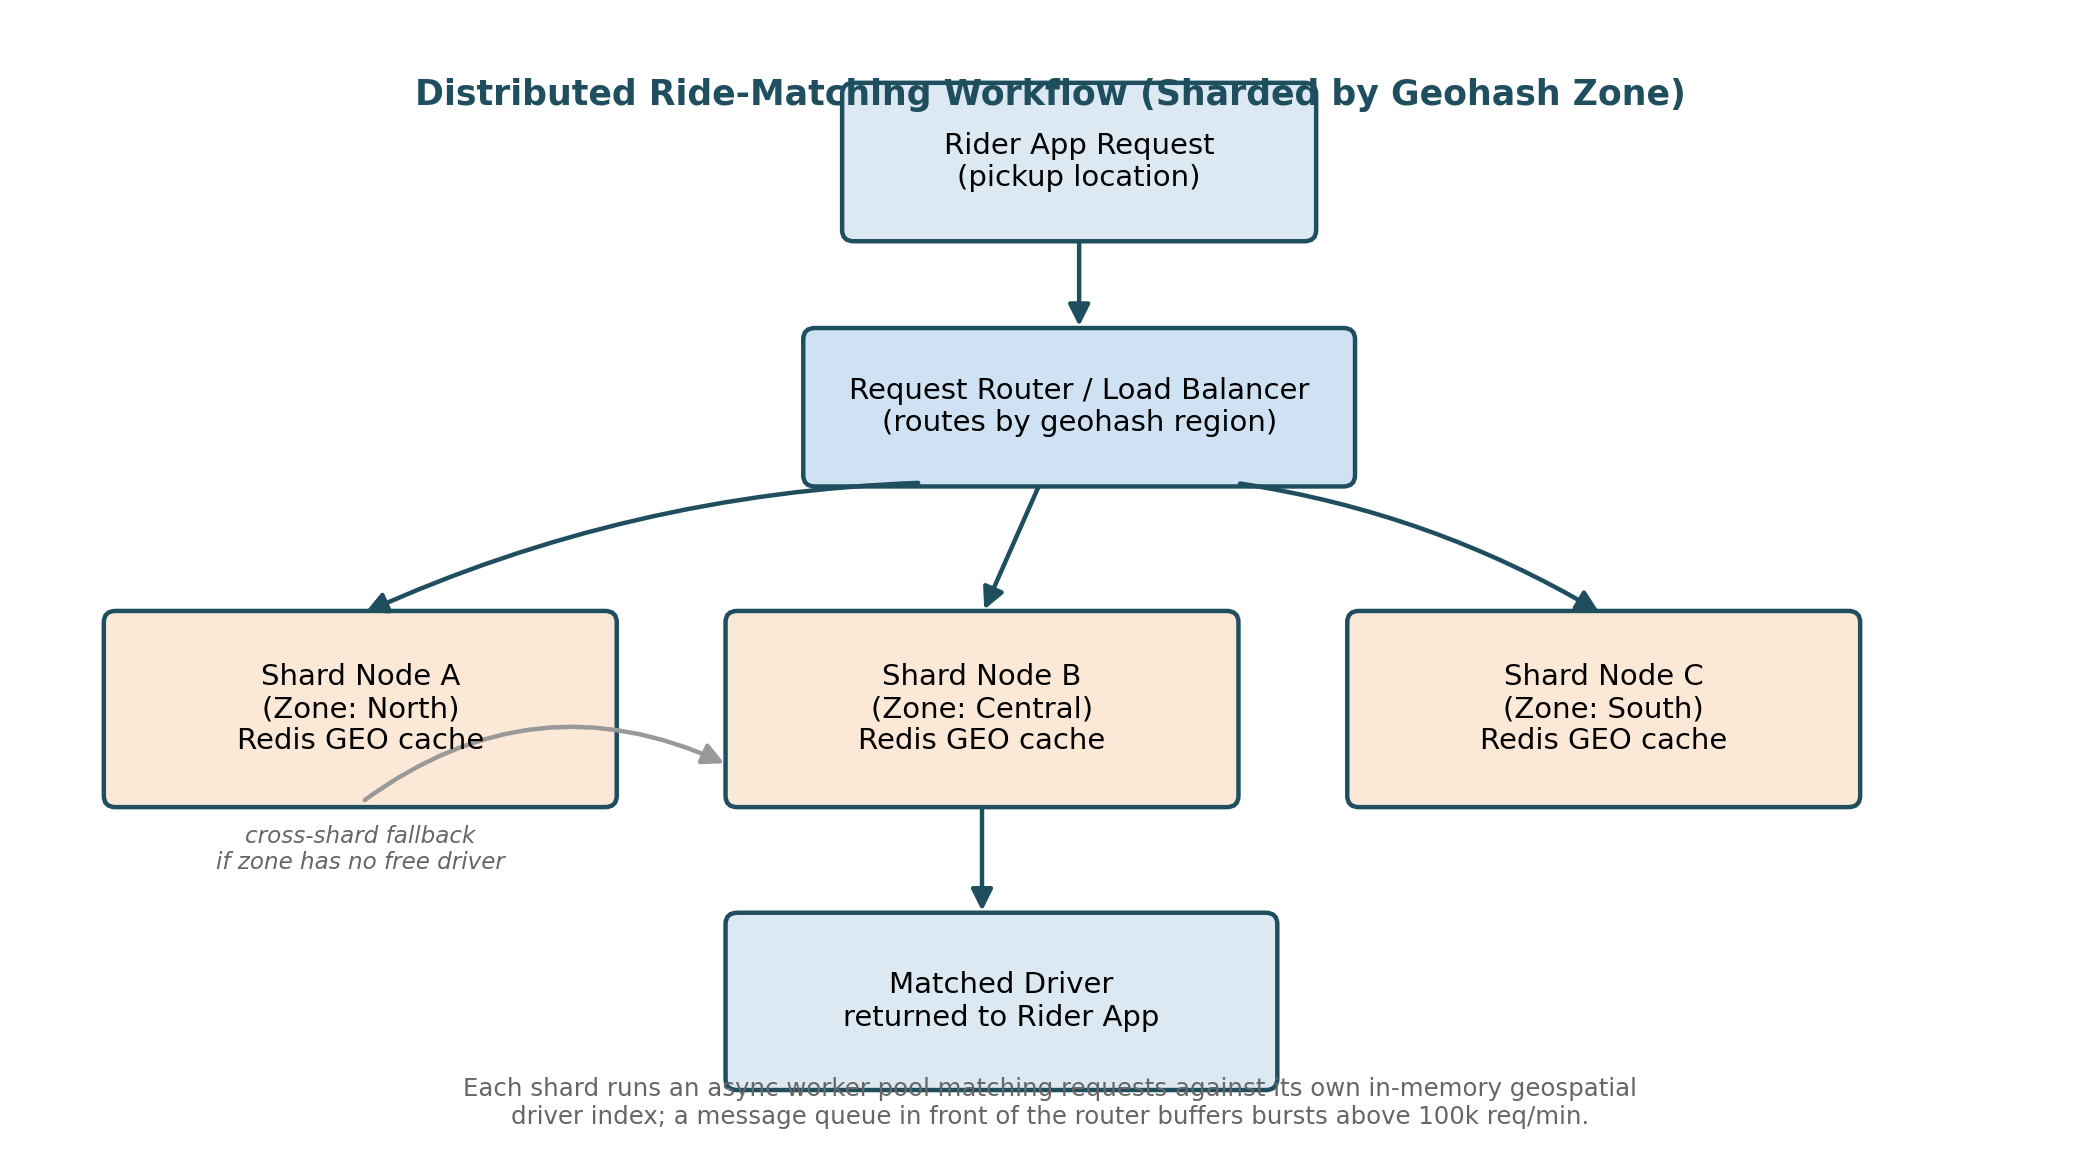 Distributed Ride-Matching Workflow (Sharded by Geohash Zone)
Rider App Request
(pickup location)
Request Router / Load Balancer
(routes by geohash region)
Shard Node A
(Zone: North)
Redis GEO cache
Shard Node B
(Zone: Central)
Redis GEO cache
Shard Node C
(Zone: South)
Redis GEO cache
cross-shard fallback
if zone has no free driver
Matched Driver
returned to Rider App
Each shard runs an async worker pool matching requests against its own in-memory geospatial
driver index; a message queue in front of the router buffers bursts above 100k req/min.